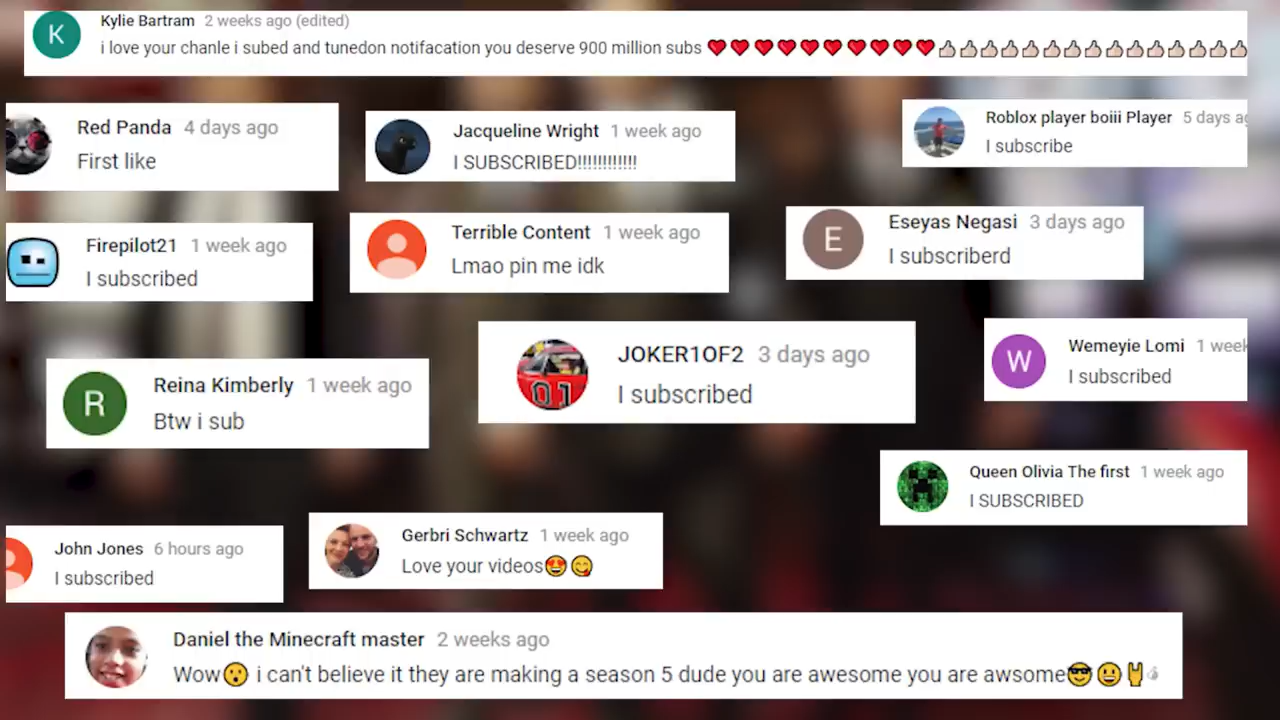 K
Kylie Bartram 2 weeks ago (edited)
i love your chanle i subed and tunedon notifacation you deserve 900 million subs ❤❤❤❤❤❤❤❤❤❤👍🏻👍🏻👍🏻👍🏻👍🏻👍🏻👍🏻👍🏻👍🏻👍🏻👍🏻👍🏻👍🏻👍🏻👍🏻
Red Panda 4 days ago
First like
Jacqueline Wright 1 week ago
I SUBSCRIBED!!!!!!!!!!!!
Roblox player boiii Player 5 days
I subscribe
Firepilot21 1 week ago
I subscribed
Terrible Content 1 week ago
Lmao pin me idk
E
Eseyas Negasi 3 days ago
I subscriberd
R
Reina Kimberly 1 week ago
Btw i sub
01
JOKER1OF2 3 days ago
I subscribed
W
Wemeyie Lomi 1 week
I subscribed
Queen Olivia The first 1 week ago
I SUBSCRIBED
John Jones 6 hours ago
I subscribed
Gerbri Schwartz 1 week ago
Love your videos😍😋
Daniel the Minecraft master 2 weeks ago
Wow😮 i can't believe it they are making a season 5 dude you are awesome you are awsome😎😀🤘💣